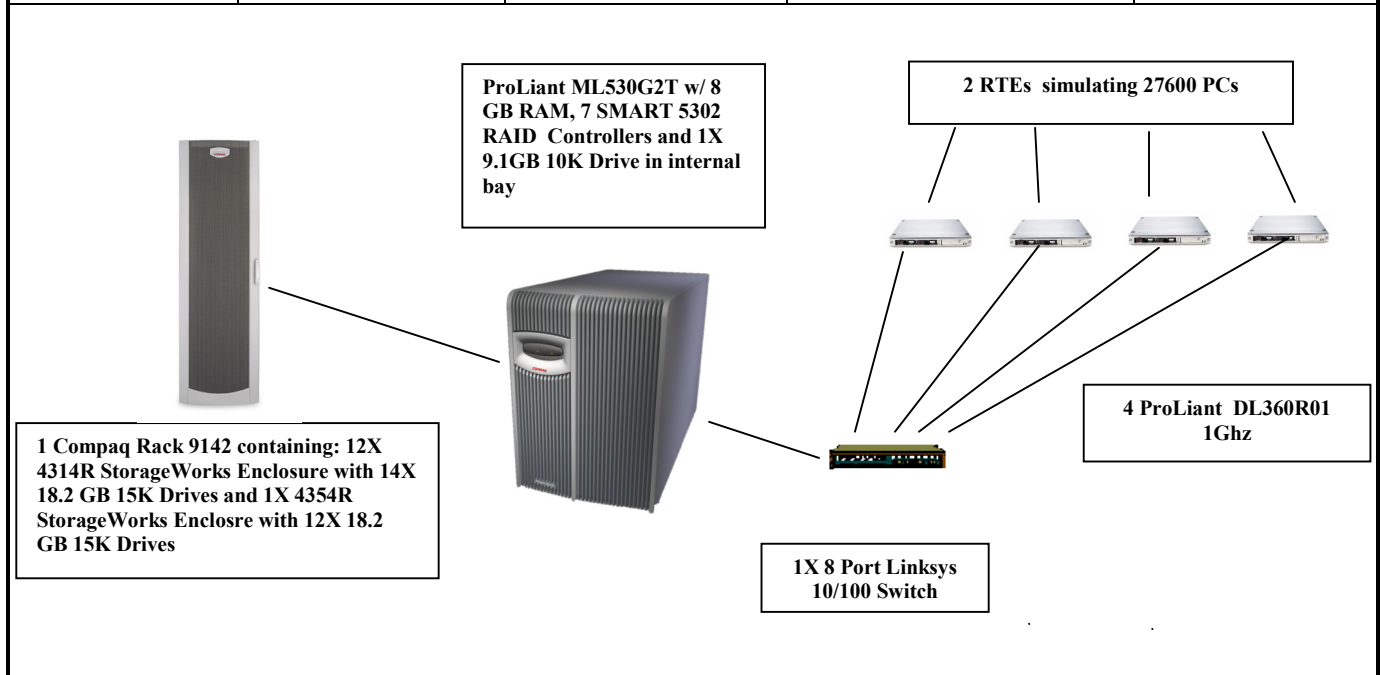 ProLiant ML530G2T w/ 8
GB RAM, 7 SMART 5302
RAID Controllers and 1X
9.1GB 10K Drive in internal
bay
2 RTEs simulating 27600 PCs
1 Compaq Rack 9142 containing: 12X
4314R StorageWorks Enclosure with 14X
18.2 GB 15K Drives and 1X 4354R
StorageWorks Enclosre with 12X 18.2
GB 15K Drives
4 ProLiant DL360R01
1Ghz
1X 8 Port Linksys
10/100 Switch